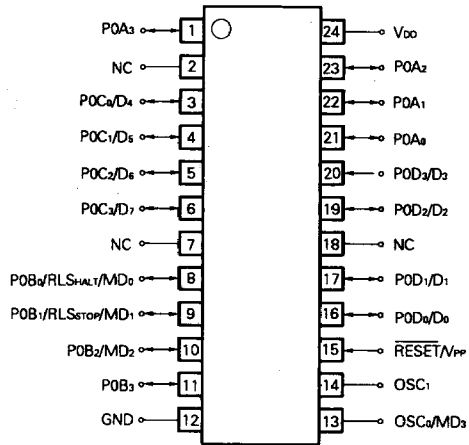 P0A₃ 1 24 VDD
NC 2 23 P0A₂
P0C₀/D₄ 3 22 P0A₁
P0C₁/D₅ 4 21 P0A₀
P0C₂/D₆ 5 20 P0D₃/D₃
P0C₃/D₇ 6 19 P0D₂/D₂
NC 7 18 NC
P0B₀/RLSHALT/MD₀ 8 17 P0D₁/D₁
P0B₁/RLSSTOP/MD₁ 9 16 P0D₀/D₀
P0B₂/MD₂ 10 15 R̅E̅S̅E̅T̅/VPP
P0B₃ 11 14 OSC₁
GND 12 13 OSC₀/MD₃